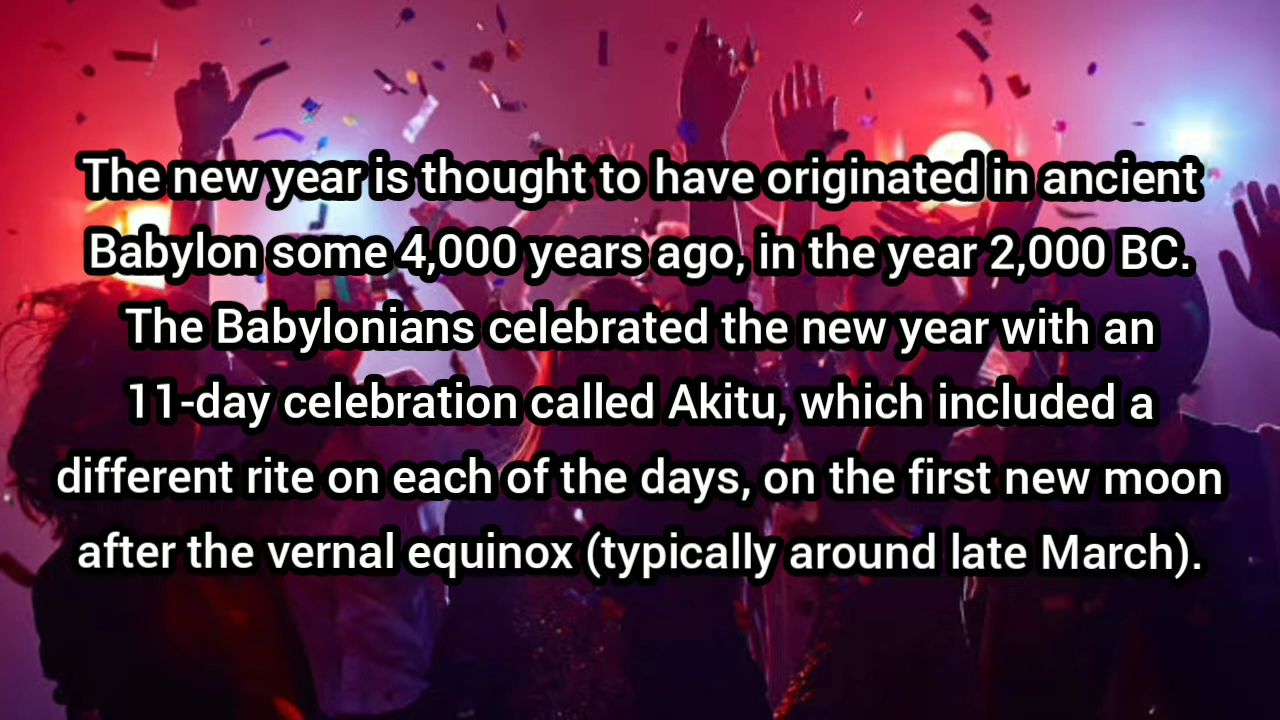 The new year is thought to have originated in ancient
Babylon some 4,000 years ago, in the year 2,000 BC.
The Babylonians celebrated the new year with an
11-day celebration called Akitu, which included a
different rite on each of the days, on the first new moon
after the vernal equinox (typically around late March).